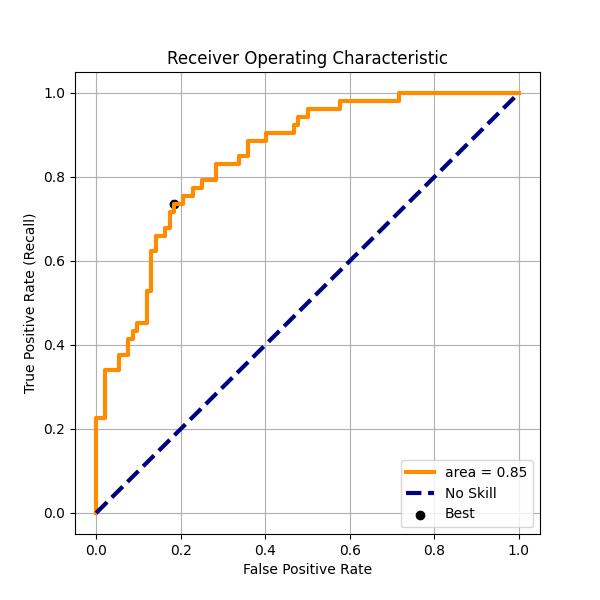 Receiver Operating Characteristic
True Positive Rate (Recall)
1.0
0.8
0.6
0.4
0.2
0.0
area = 0.85
No Skill
Best
0.0 0.2 0.4 0.6 0.8 1.0
False Positive Rate